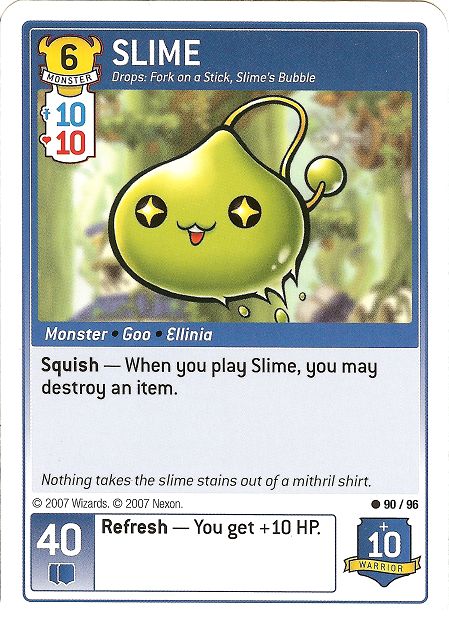 6
MONSTER
SLIME
Drops: Fork on a Stick, Slime's Bubble
10
10
Monster • Goo • Ellinia
Squish — When you play Slime, you may
destroy an item.
Nothing takes the slime stains out of a mithril shirt.
© 2007 Wizards. © 2007 Nexon.
● 90 / 96
40
Refresh — You get +10 HP.
+
10
WARRIOR